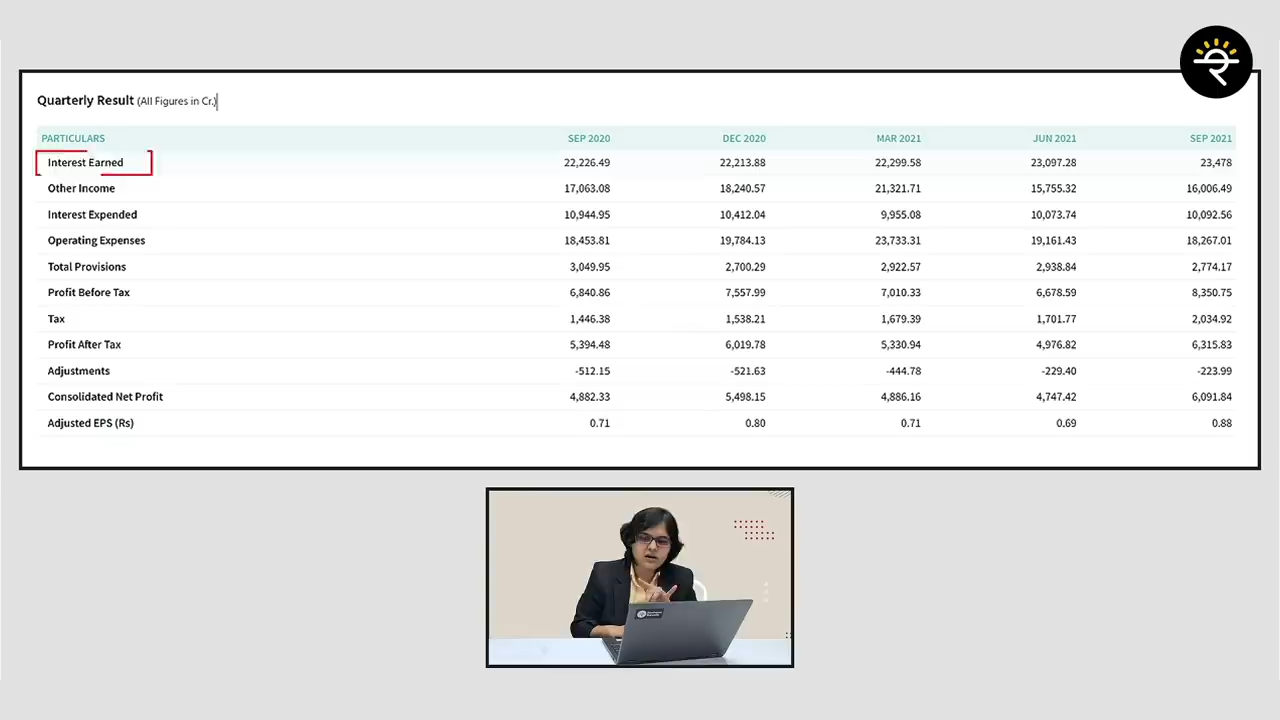 Quarterly Result (All Figures in Cr.)
PARTICULARS SEP 2020 DEC 2020 MAR 2021 JUN 2021 SEP 2021
Interest Earned 22,226.49 22,213.88 22,299.58 23,097.28 23,478
Other Income 17,063.08 18,240.57 21,321.71 15,755.32 16,006.49
Interest Expended 10,944.95 10,412.04 9,955.08 10,073.74 10,092.56
Operating Expenses 18,453.81 19,784.13 23,733.31 19,161.43 18,267.01
Total Provisions 3,049.95 2,700.29 2,922.57 2,938.84 2,774.17
Profit Before Tax 6,840.86 7,557.99 7,010.33 6,678.59 8,350.75
Tax 1,446.38 1,538.21 1,679.39 1,701.77 2,034.92
Profit After Tax 5,394.48 6,019.78 5,330.94 4,976.82 6,315.83
Adjustments -512.15 -521.63 -444.78 -229.40 -223.99
Consolidated Net Profit 4,882.33 5,498.15 4,886.16 4,747.42 6,091.84
Adjusted EPS (Rs) 0.71 0.80 0.71 0.69 0.88